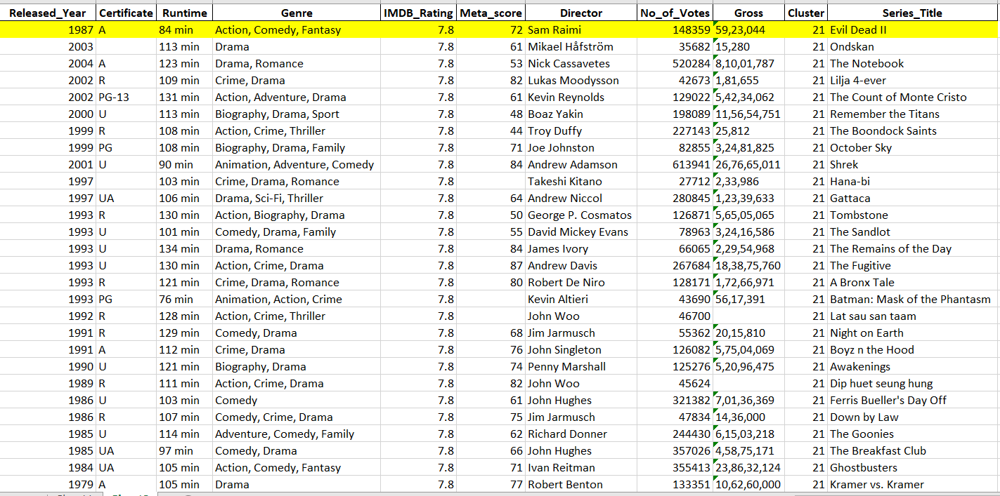 Released_Year Certificate Runtime Genre IMDB_Rating Meta_score Director No_of_Votes Gross Cluster Series_Title
1987 A 84 min Action, Comedy, Fantasy 7.8 72 Sam Raimi 148359 59,23,044 21 Evil Dead II
2003 113 min Drama 7.8 61 Mikael Håfström 35682 15,280 21 Ondskan
2004 A 123 min Drama, Romance 7.8 53 Nick Cassavetes 520284 8,10,01,787 21 The Notebook
2002 R 109 min Crime, Drama 7.8 82 Lukas Moodysson 42673 1,81,655 21 Lilja 4-ever
2002 PG-13 131 min Action, Adventure, Drama 7.8 61 Kevin Reynolds 129022 5,42,34,062 21 The Count of Monte Cristo
2000 U 113 min Biography, Drama, Sport 7.8 48 Boaz Yakin 198089 11,56,54,751 21 Remember the Titans
1999 R 108 min Action, Crime, Thriller 7.8 44 Troy Duffy 227143 25,812 21 The Boondock Saints
1999 PG 108 min Biography, Drama, Family 7.8 71 Joe Johnston 82855 3,24,81,825 21 October Sky
2001 U 90 min Animation, Adventure, Comedy 7.8 84 Andrew Adamson 613941 26,76,65,011 21 Shrek
1997 103 min Crime, Drama, Romance 7.8 Takeshi Kitano 27712 2,33,986 21 Hana-bi
1997 UA 106 min Drama, Sci-Fi, Thriller 7.8 64 Andrew Niccol 280845 1,23,39,633 21 Gattaca
1993 R 130 min Action, Biography, Drama 7.8 50 George P. Cosmatos 126871 5,65,05,065 21 Tombstone
1993 U 101 min Comedy, Drama, Family 7.8 55 David Mickey Evans 78963 3,24,16,586 21 The Sandlot
1993 U 134 min Drama, Romance 7.8 84 James Ivory 66065 2,29,54,968 21 The Remains of the Day
1993 U 130 min Action, Crime, Drama 7.8 87 Andrew Davis 267684 18,38,75,760 21 The Fugitive
1993 R 121 min Crime, Drama, Romance 7.8 80 Robert De Niro 128171 1,72,66,971 21 A Bronx Tale
1993 PG 76 min Animation, Action, Crime 7.8 Kevin Altieri 43690 56,17,391 21 Batman: Mask of the Phantasm
1992 R 128 min Action, Crime, Thriller 7.8 John Woo 46700 21 Lat sau san taam
1991 R 129 min Comedy, Drama 7.8 68 Jim Jarmusch 55362 20,15,810 21 Night on Earth
1991 A 112 min Crime, Drama 7.8 76 John Singleton 126082 5,75,04,069 21 Boyz n the Hood
1990 U 121 min Biography, Drama 7.8 74 Penny Marshall 125276 5,20,96,475 21 Awakenings
1989 R 111 min Action, Crime, Drama 7.8 82 John Woo 45624 21 Dip huet seung hung
1986 U 103 min Comedy 7.8 61 John Hughes 321382 7,01,36,369 21 Ferris Bueller's Day Off
1986 R 107 min Comedy, Crime, Drama 7.8 75 Jim Jarmusch 47834 14,36,000 21 Down by Law
1985 U 114 min Adventure, Comedy, Family 7.8 62 Richard Donner 244430 6,15,03,218 21 The Goonies
1985 UA 97 min Comedy, Drama 7.8 66 John Hughes 357026 4,58,75,171 21 The Breakfast Club
1984 UA 105 min Action, Comedy, Fantasy 7.8 71 Ivan Reitman 355413 23,86,32,124 21 Ghostbusters
1979 A 105 min Drama 7.8 77 Robert Benton 133351 10,62,60,000 21 Kramer vs. Kramer